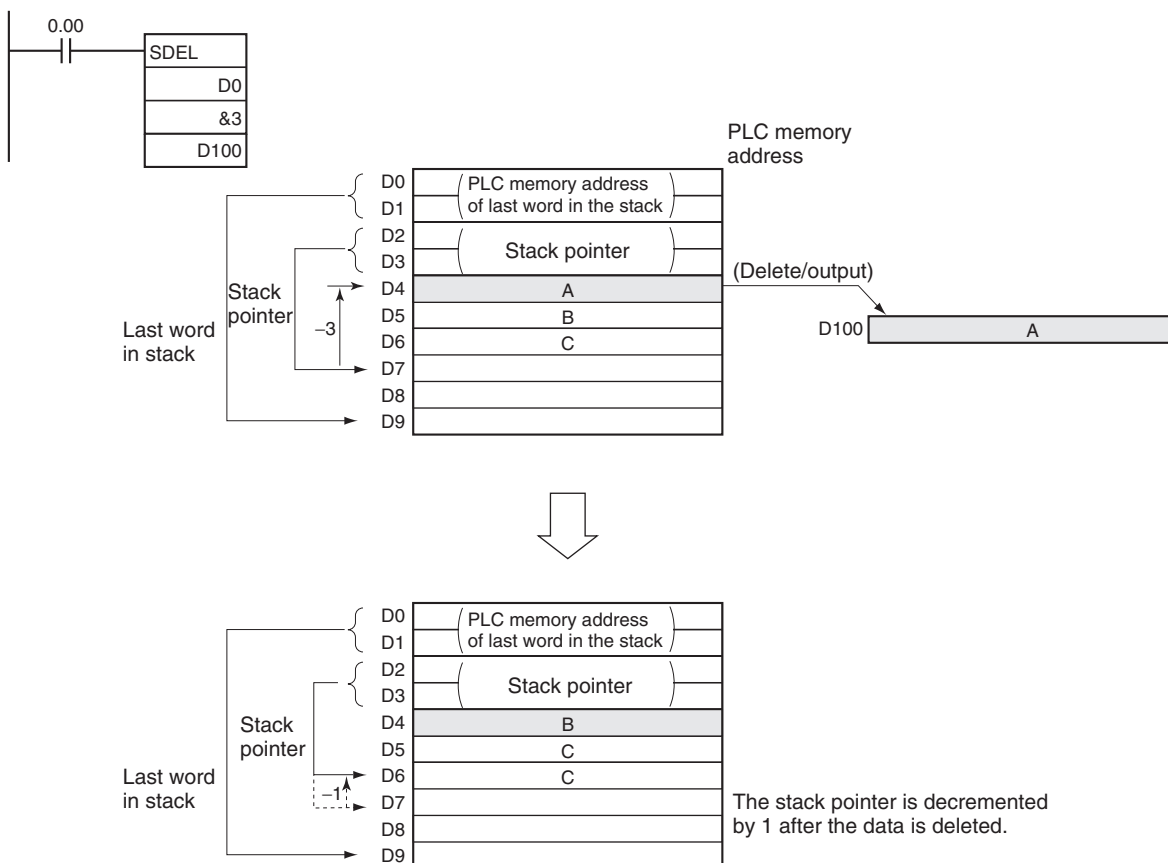 0.00
SDEL
D0
&3
D100
PLC memory
address
D0
D1
(PLC memory address
of last word in the stack)
D2
D3
(Stack pointer)
D4
A
D5
B
D6
C
D7
D8
D9
Stack
pointer
−3
Last word
in stack
(Delete/output)
D100
A
D0
D1
(PLC memory address
of last word in the stack)
D2
D3
(Stack pointer)
D4
B
D5
C
D6
C
D7
D8
D9
Stack
pointer
−1
Last word
in stack
The stack pointer is decremented
by 1 after the data is deleted.